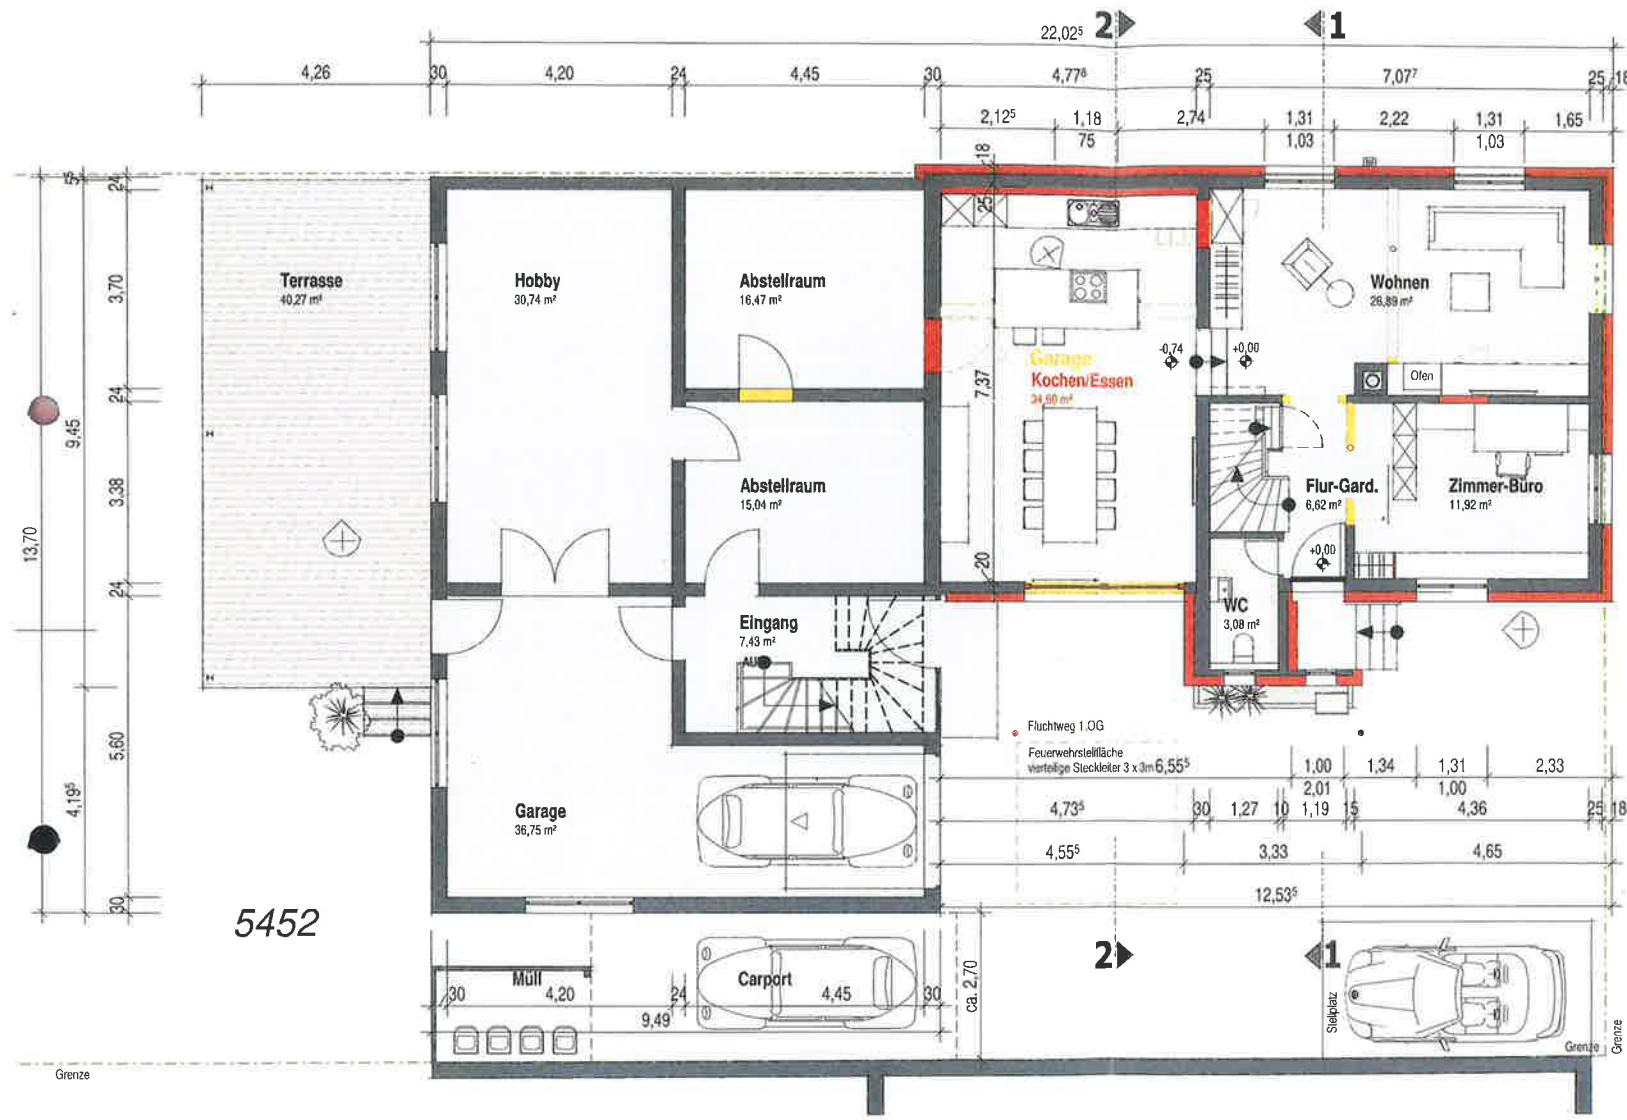 2
1
22,02⁵
4,26
30
4,20
24
4,45
30
4,77⁸
25
7,07⁷
25
18
2,12⁵
1,18
2,74
1,31
2,22
1,31
1,65
75
1,03
1,03
18
24
25
Terrasse
40,27 m²
Hobby
30,74 m²
Abstellraum
16,47 m²
Wohnen
26,89 m²
3,70
Garage
Kochen/Essen
34,60 m²
-0,74
+0,00
Ofen
7,37
24
9,45
3,38
Abstellraum
15,04 m²
Flur-Gard.
6,62 m²
Zimmer-Büro
11,92 m²
13,70
+0,00
20
24
WC
3,08 m²
Eingang
7,43 m²
Fluchtweg 1.OG
Feuerwehrstellfläche
vierteilige Steckleiter 3 x 3m
6,55⁵
1,00
1,34
1,31
2,33
2,01
1,00
5,60
4,19⁵
Garage
36,75 m²
4,73⁵
30
1,27
10
1,19
15
4,36
25
18
4,55⁵
3,33
4,65
12,53⁵
30
5452
2
1
Müll
Carport
30
4,20
24
4,45
30
9,49
ca. 2,70
Stellplatz
Grenze
Grenze
Grenze